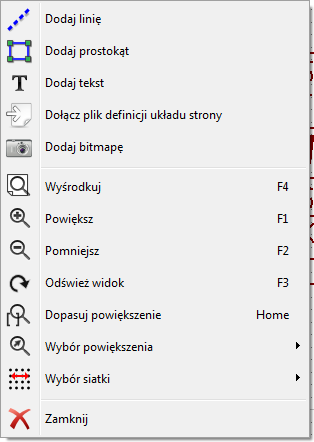 Dodaj linię
Dodaj prostokąt
Dodaj tekst
Dołącz plik definicji układu strony
Dodaj bitmapę
Wyśrodkuj F4
Powiększ F1
Pomniejsz F2
Odśwież widok F3
Dopasuj powiększenie Home
Wybór powiększenia
Wybór siatki
Zamknij